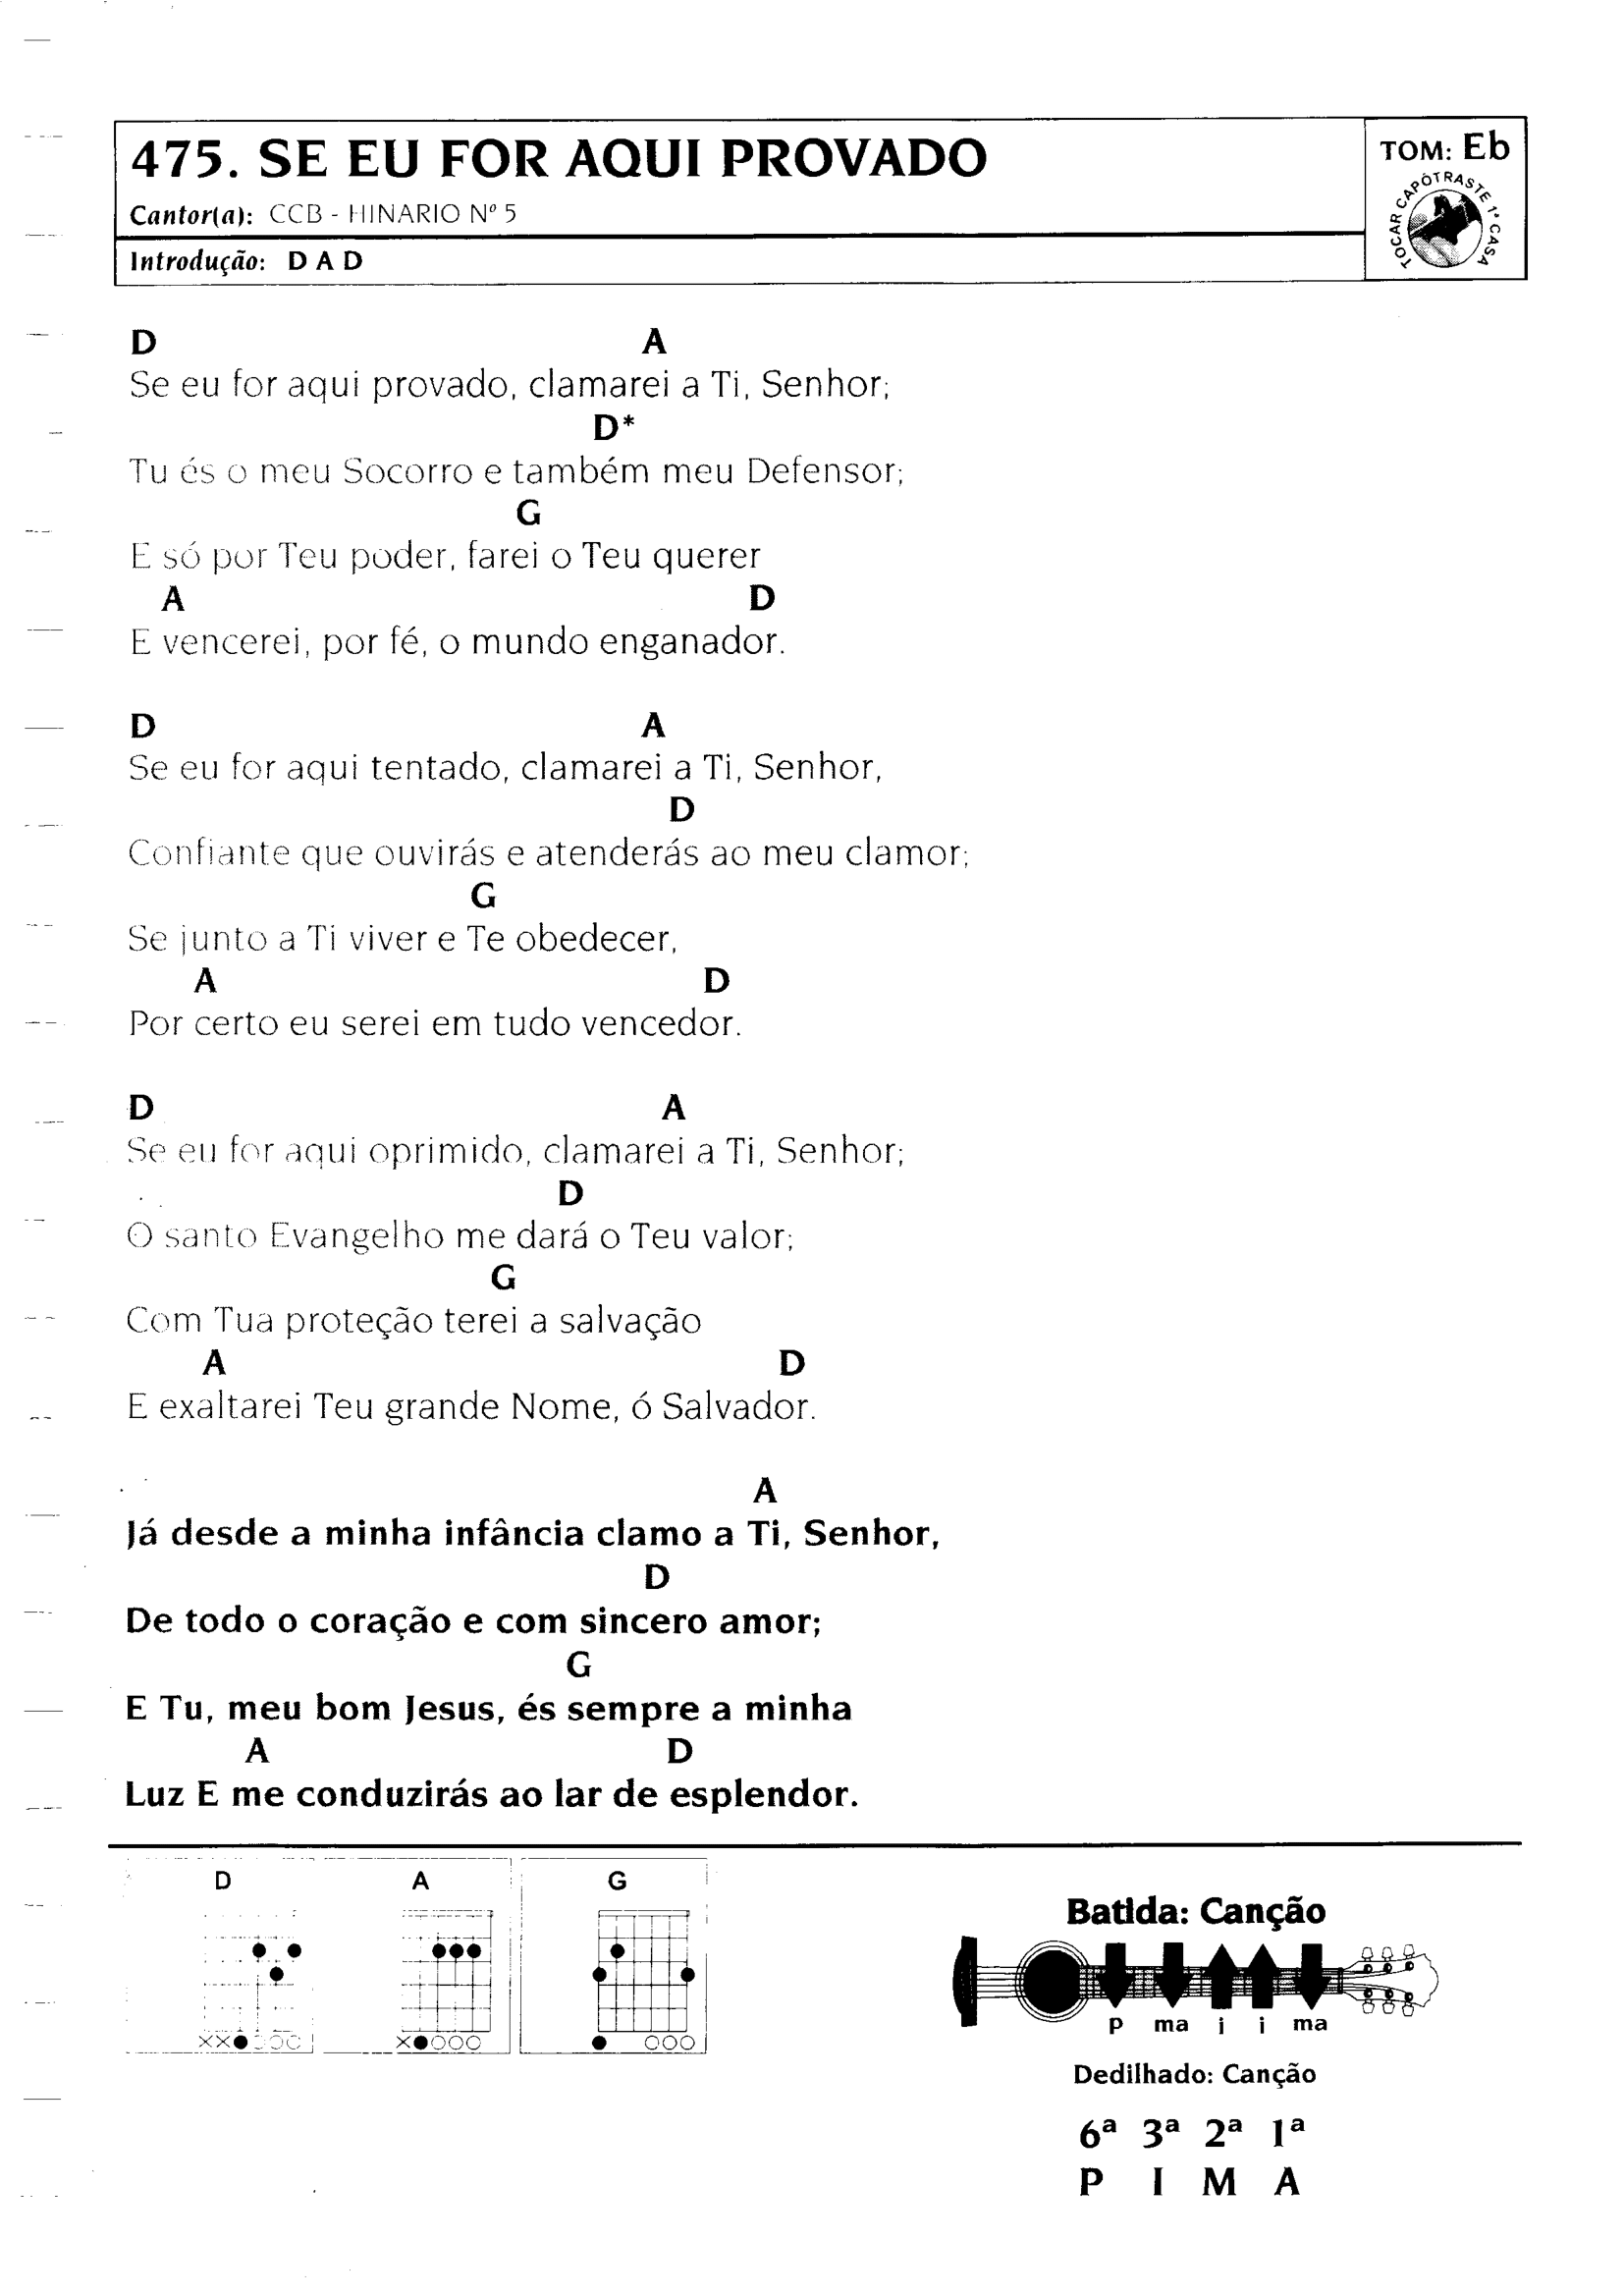 475. SE EU FOR AQUI PROVADO
TOM: Eb
TOCAR CAPÔTRASTE 1ª CASA
Cantor(a): CCB - HINARIO Nº 5
Introdução: D A D
D A
Se eu for aqui provado, clamarei a Ti, Senhor;
D*
Tu és o meu Socorro e também meu Defensor;
G
E só por Teu poder, farei o Teu querer
A D
E vencerei, por fé, o mundo enganador.
D A
Se eu for aqui tentado, clamarei a Ti, Senhor,
D
Confiante que ouvirás e atenderás ao meu clamor;
G
Se junto a Ti viver e Te obedecer,
A D
Por certo eu serei em tudo vencedor.
D A
Se eu for aqui oprimido, clamarei a Ti, Senhor;
D
O santo Evangelho me dará o Teu valor;
G
Com Tua proteção terei a salvação
A D
E exaltarei Teu grande Nome, ó Salvador.
A
Já desde a minha infância clamo a Ti, Senhor,
D
De todo o coração e com sincero amor;
G
E Tu, meu bom Jesus, és sempre a minha
A D
Luz E me conduzirás ao lar de esplendor.
D A G
Batida: Canção
P ma i i ma
Dedilhado: Canção
6ª 3ª 2ª 1ª
P I M A